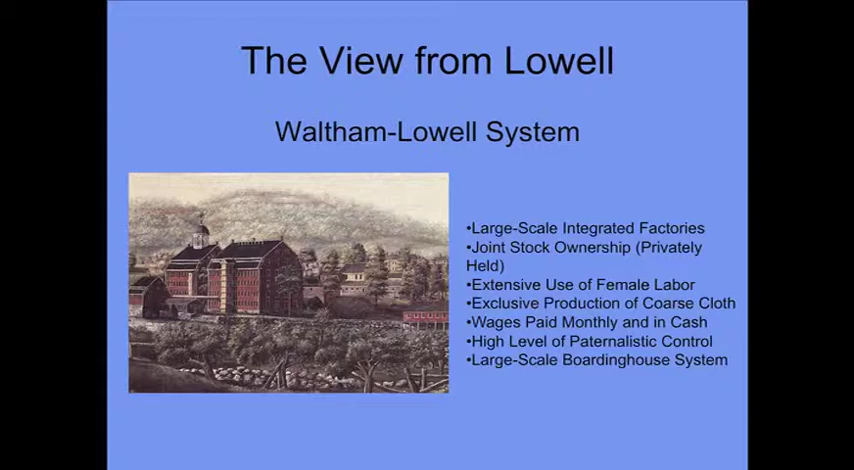 The View from Lowell
Waltham-Lowell System
•Large-Scale Integrated Factories
•Joint Stock Ownership (Privately
Held)
•Extensive Use of Female Labor
•Exclusive Production of Coarse Cloth
•Wages Paid Monthly and in Cash
•High Level of Paternalistic Control
•Large-Scale Boardinghouse System